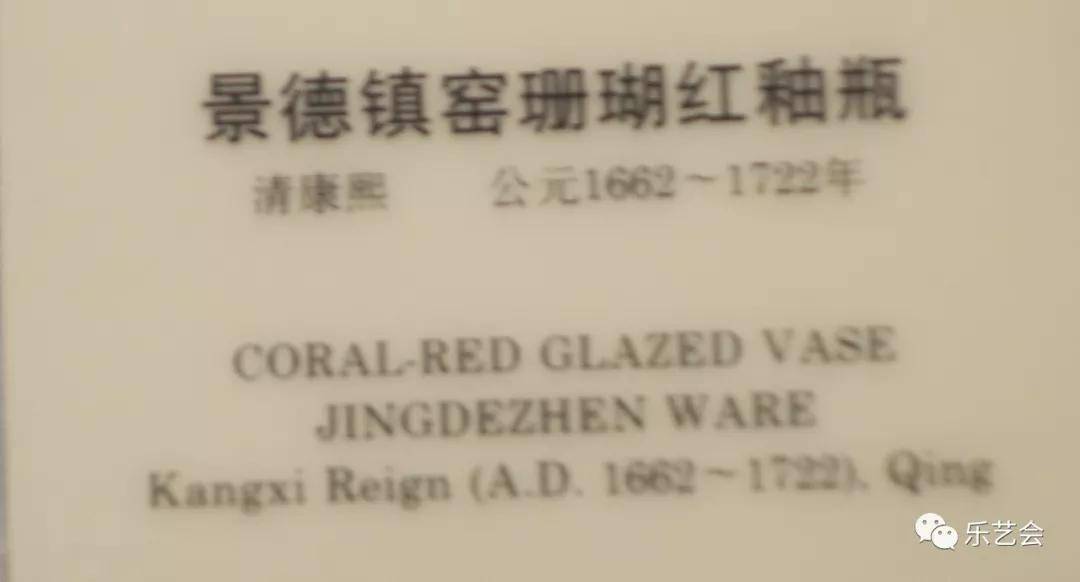 景德镇窑珊瑚红釉瓶
清康熙 公元1662～1722年
CORAL-RED GLAZED VASE
JINGDEZHEN WARE
Kangxi Reign (A.D. 1662～1722), Qing
乐艺会